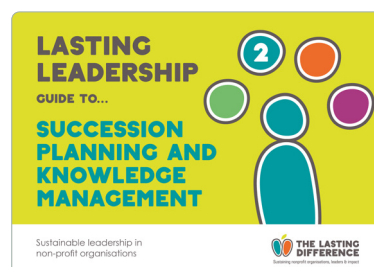 LASTING
LEADERSHIP
GUIDE TO...
SUCCESSION
PLANNING AND
KNOWLEDGE
MANAGEMENT
2
Sustainable leadership in
non-profit organisations
THE LASTING
DIFFERENCE
Sustaining nonprofit organisations, leaders & impact